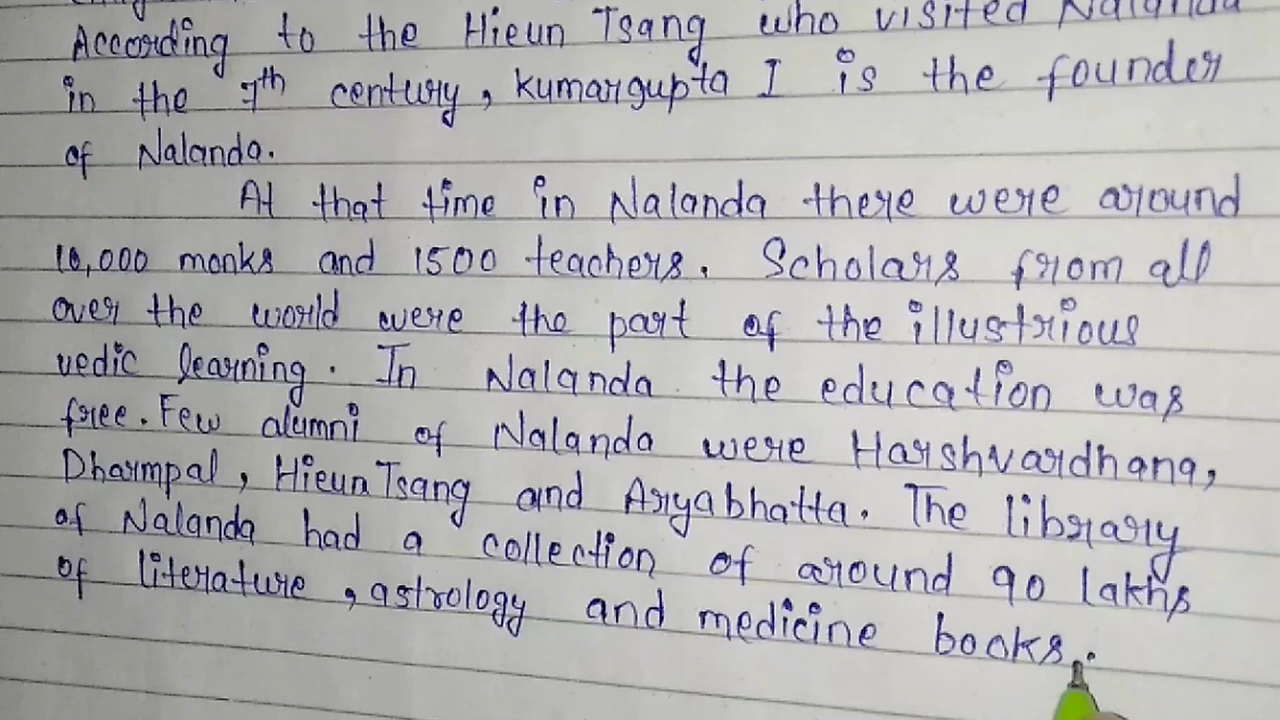 According to the Hieun Tsang who visited Nalanda
in the 7th century, Kumargupta I is the founder
of Nalanda.
At that time in Nalanda there were around
10,000 monks and 1500 teachers. Scholars from all
over the world were the part of the illustrious
vedic learning. In Nalanda the education was
free. Few alumni of Nalanda were Harshvardhana,
Dharmpal, Hieun Tsang and Aryabhatta. The library
of Nalanda had a collection of around 90 lakhs
of literature, astrology and medicine books.